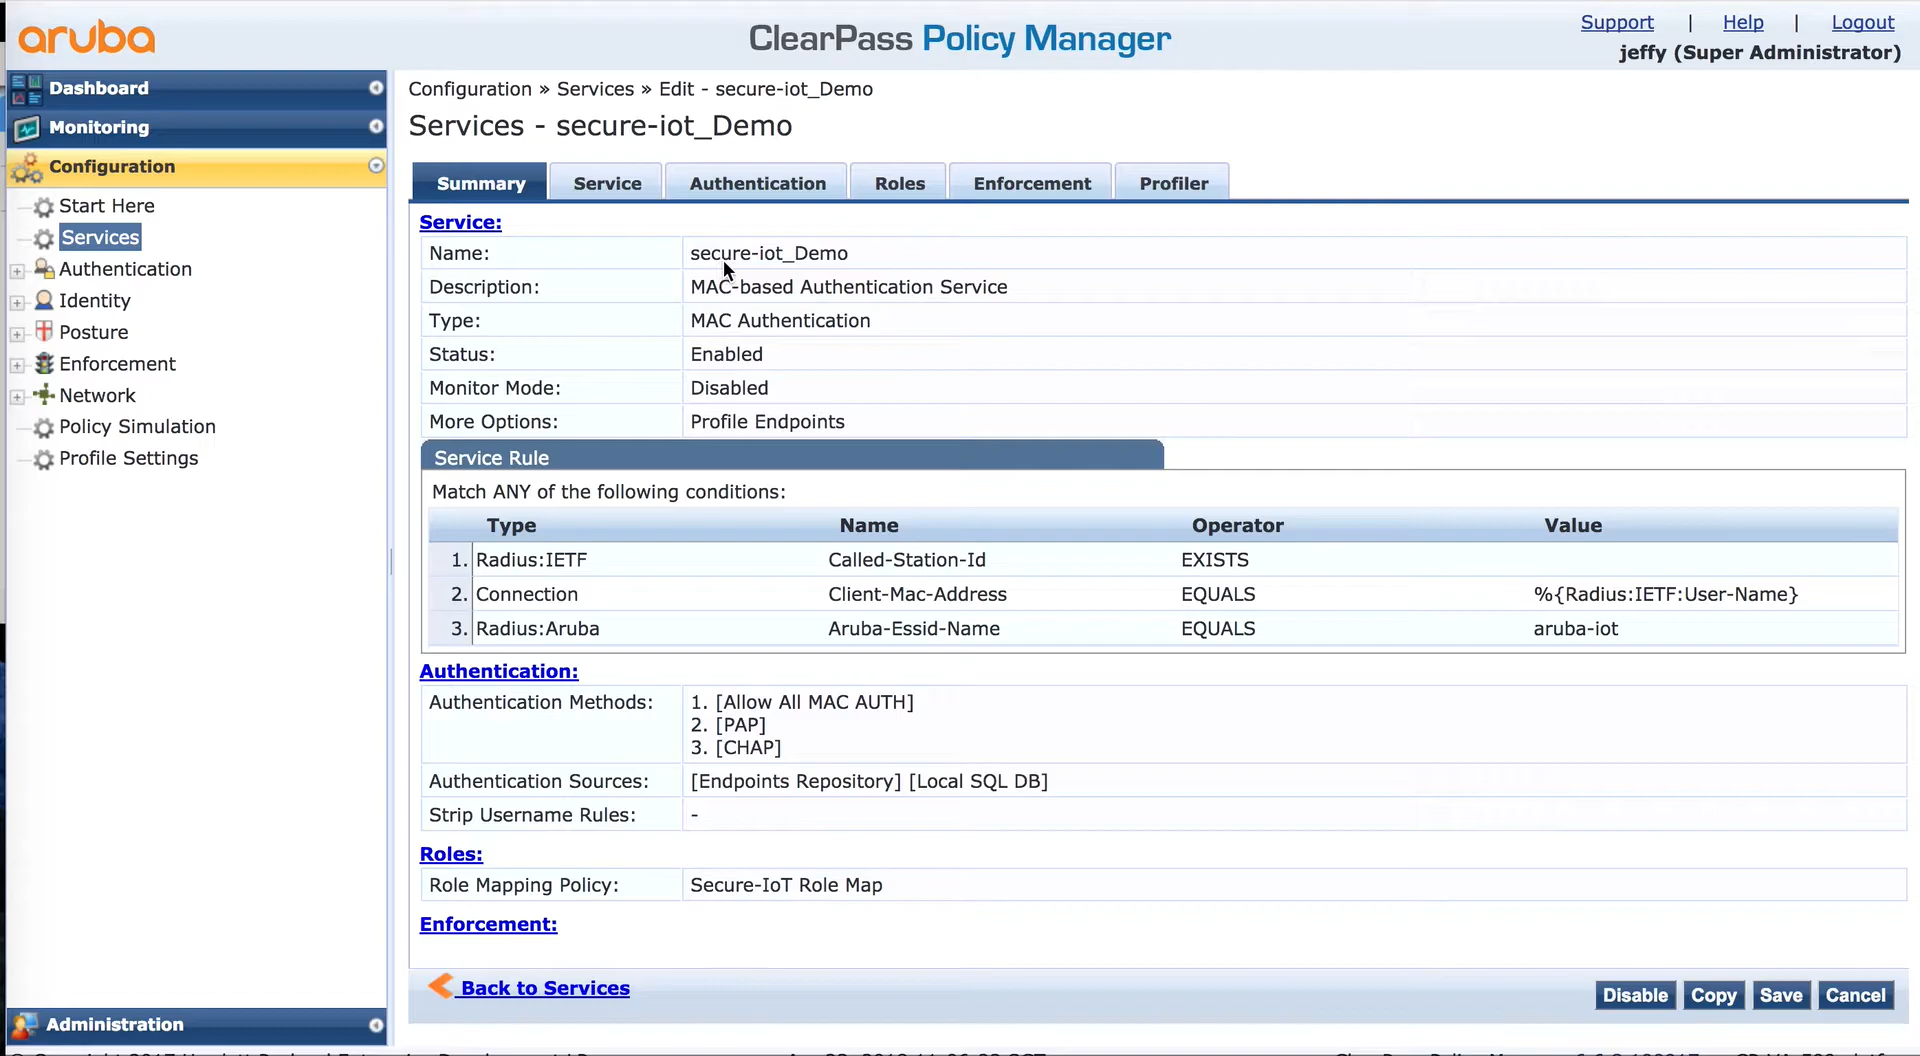 aruba
ClearPass Policy Manager
Support | Help | Logout
jeffy (Super Administrator)
Dashboard
Monitoring
Configuration
Start Here
Services
Authentication
Identity
Posture
Enforcement
Network
Policy Simulation
Profile Settings
Administration
Configuration » Services » Edit - secure-iot_Demo
Services - secure-iot_Demo
Summary Service Authentication Roles Enforcement Profiler
Service:
Name: secure-iot_Demo
Description: MAC-based Authentication Service
Type: MAC Authentication
Status: Enabled
Monitor Mode: Disabled
More Options: Profile Endpoints
Service Rule
Match ANY of the following conditions:
Type Name Operator Value
1. Radius:IETF Called-Station-Id EXISTS
2. Connection Client-Mac-Address EQUALS %{Radius:IETF:User-Name}
3. Radius:Aruba Aruba-Essid-Name EQUALS aruba-iot
Authentication:
Authentication Methods: 1. [Allow All MAC AUTH]
2. [PAP]
3. [CHAP]
Authentication Sources: [Endpoints Repository] [Local SQL DB]
Strip Username Rules: -
Roles:
Role Mapping Policy: Secure-IoT Role Map
Enforcement:
Back to Services
Disable Copy Save Cancel